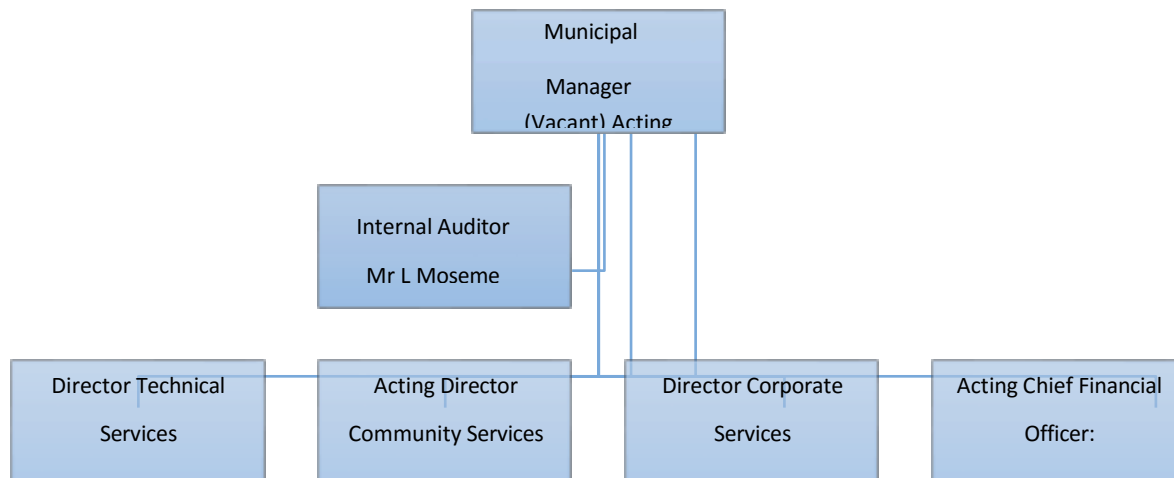 Municipal
Manager
(Vacant) Acting
Internal Auditor
Mr L Moseme
Director Technical
Services
Acting Director
Community Services
Director Corporate
Services
Acting Chief Financial
Officer: